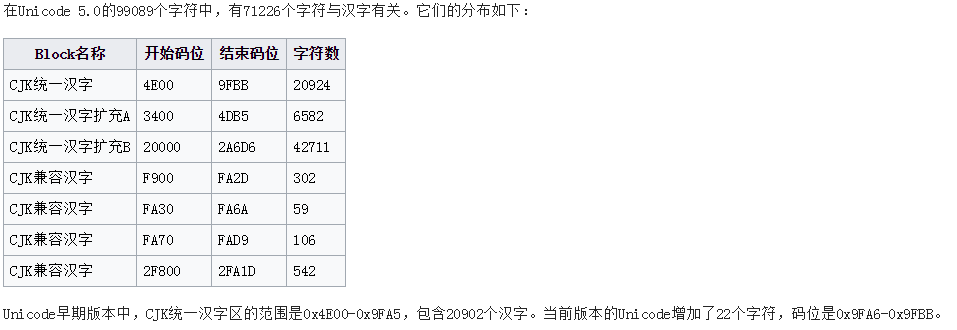 在Unicode 5.0的99089个字符中，有71226个字符与汉字有关。它们的分布如下：
Block名称 开始码位 结束码位 字符数
CJK统一汉字 4E00 9FBB 20924
CJK统一汉字扩充A 3400 4DB5 6582
CJK统一汉字扩充B 20000 2A6D6 42711
CJK兼容汉字 F900 FA2D 302
CJK兼容汉字 FA30 FA6A 59
CJK兼容汉字 FA70 FAD9 106
CJK兼容汉字 2F800 2FA1D 542
Unicode早期版本中，CJK统一汉字区的范围是0x4E00-0x9FA5，包含20902个汉字。当前版本的Unicode增加了22个字符，码位是0x9FA6-0x9FBB。